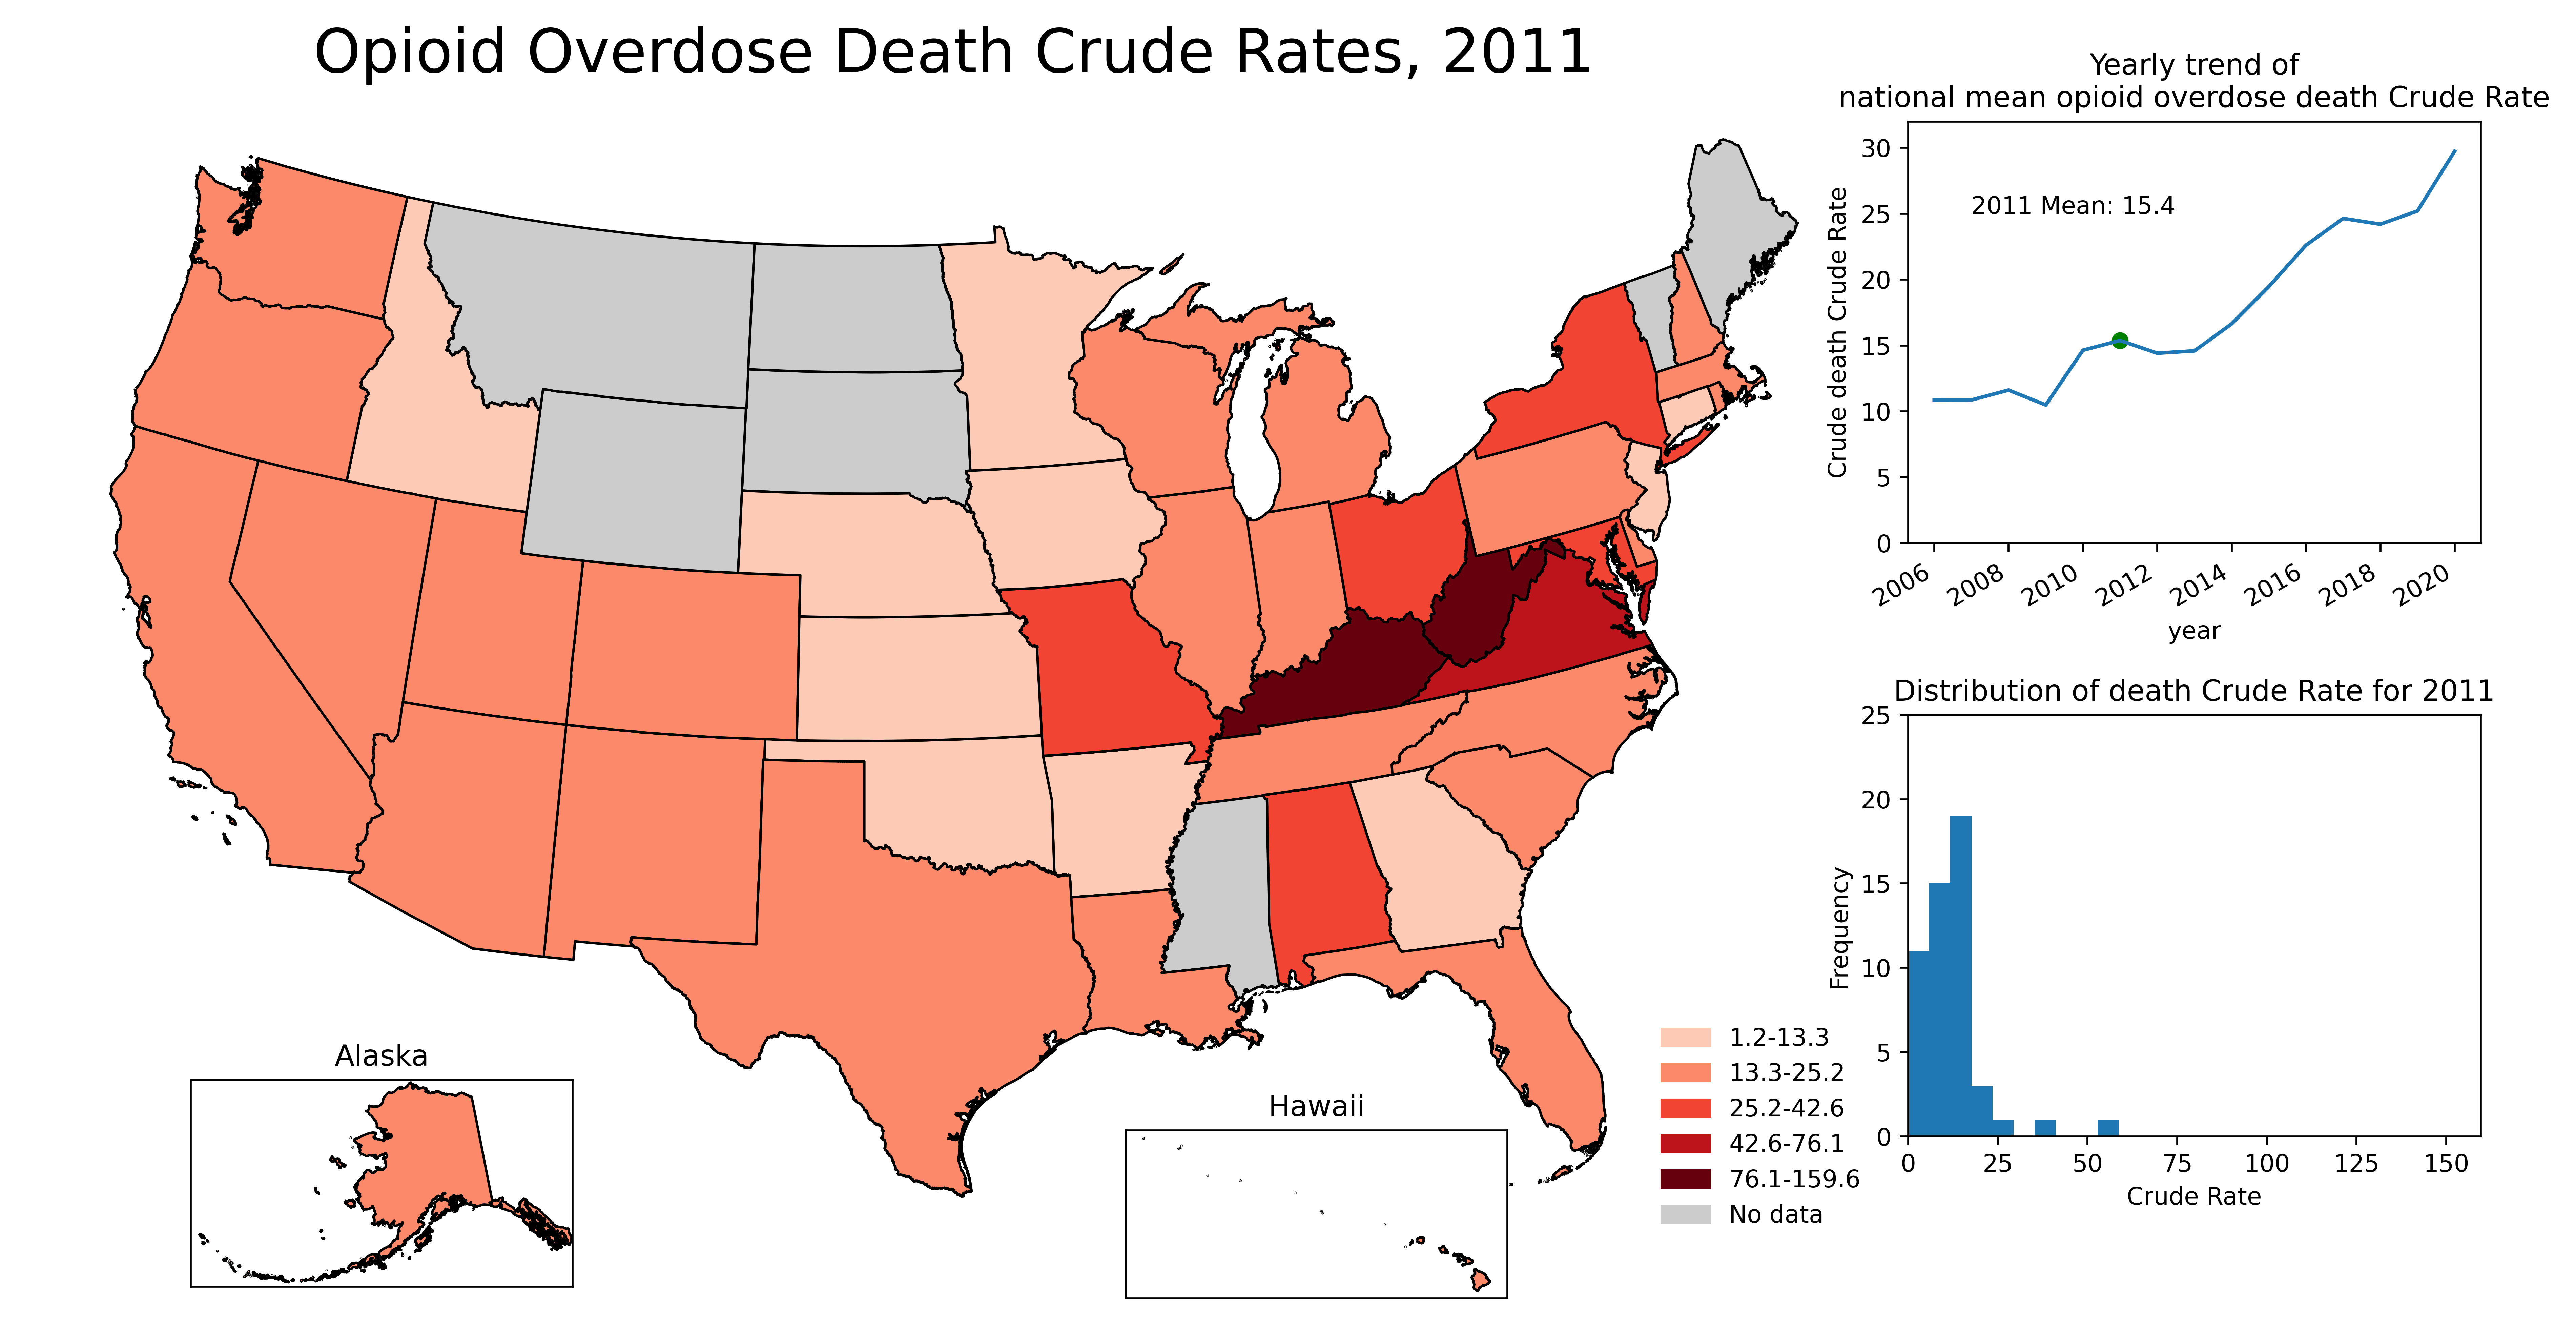 Opioid Overdose Death Crude Rates, 2011
Yearly trend of
national mean opioid overdose death Crude Rate
30
25
20
15
10
5
0
Crude death Crude Rate
2011 Mean: 15.4
2006
2008
2010
2012
2014
2016
2018
2020
year
Distribution of death Crude Rate for 2011
25
20
15
10
5
0
Frequency
0
25
50
75
100
125
150
Crude Rate
Alaska
Hawaii
1.2-13.3
13.3-25.2
25.2-42.6
42.6-76.1
76.1-159.6
No data